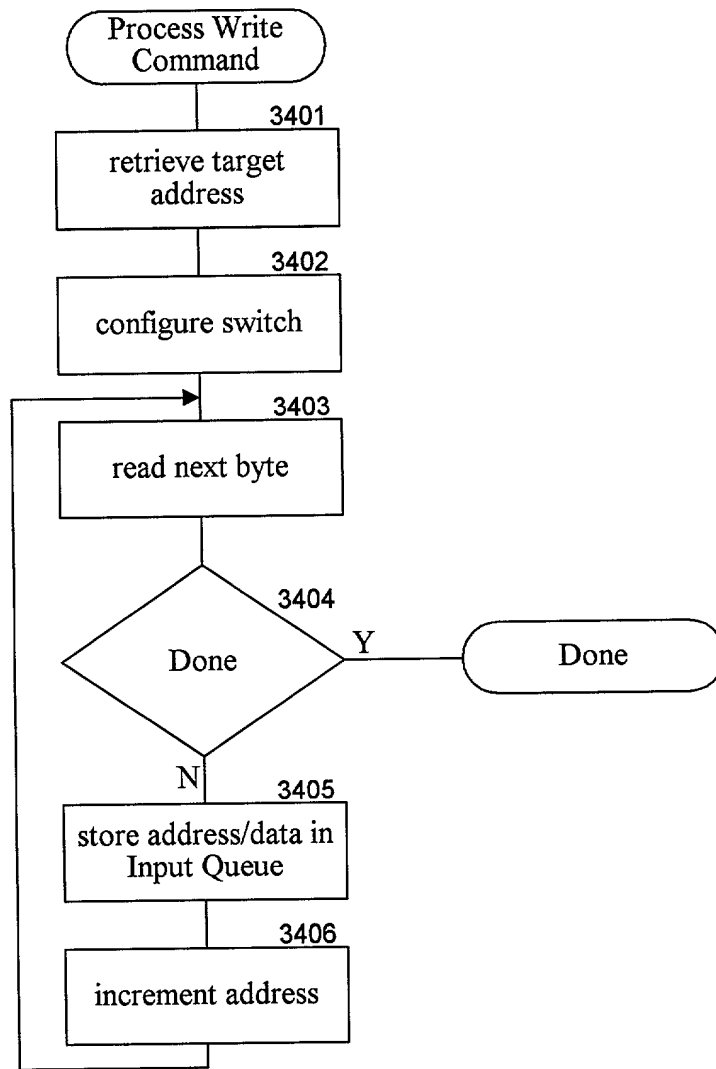 Process Write
Command
3401
retrieve target
address
3402
configure switch
3403
read next byte
3404
Done
Y
Done
N
3405
store address/data in
Input Queue
3406
increment address